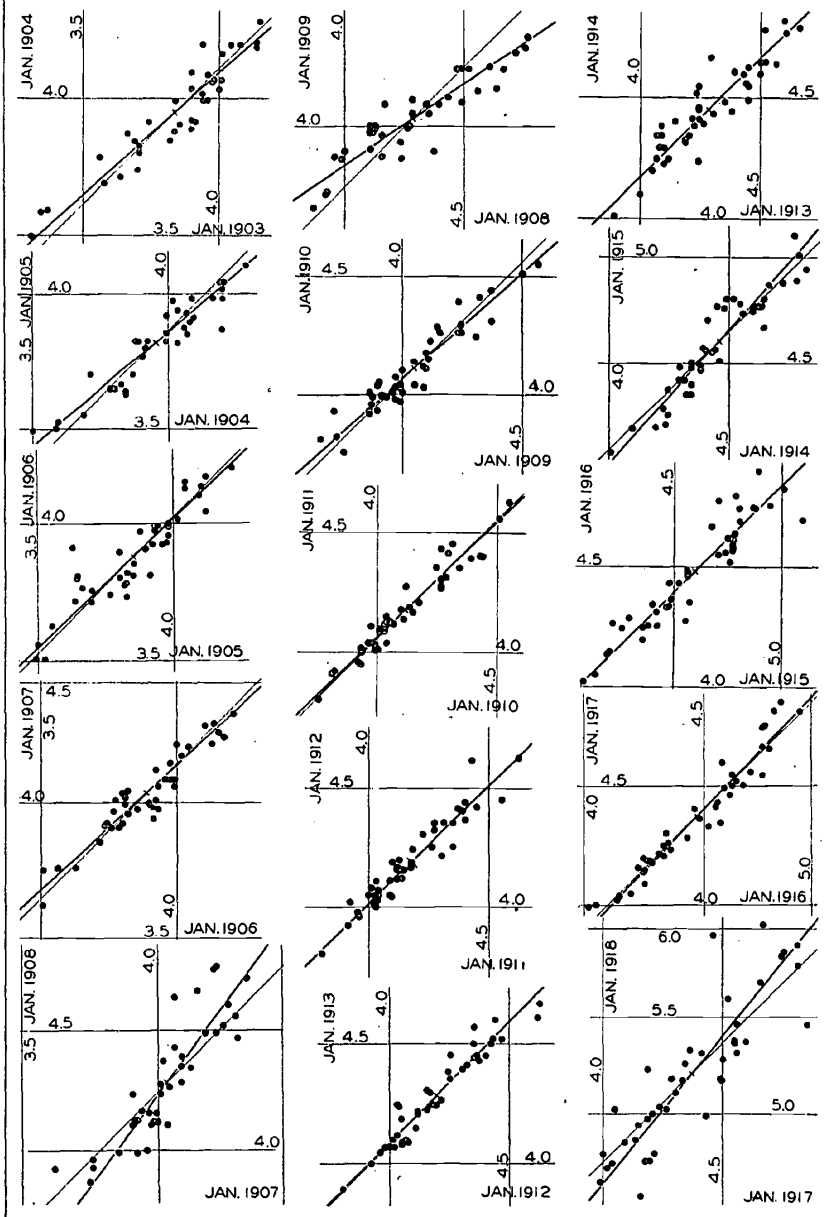 JAN. 1904
3.5
4.0
4.0
3.5 JAN. 1903
JAN. 1905
3.5
4.0
4.0
3.5
JAN. 1904
JAN. 1906
3.5
4.0
4.0
3.5
JAN. 1905
JAN. 1907
4.5
3.5
4.0
4.0
3.5 JAN. 1906
JAN. 1908
4.0
3.5
4.5
4.0
JAN. 1907
JAN. 1909
4.0
4.0
4.5
JAN. 1908
JAN. 1910
4.0
4.5
4.0
4.5
JAN. 1909
JAN. 1911
4.0
4.5
4.0
4.5
JAN. 1910
JAN. 1912
4.0
4.5
4.0
4.5
JAN. 1911
JAN. 1913
4.0
4.5
4.5
4.0
JAN. 1912
JAN. 1914
4.0
4.5
4.5
4.0 JAN. 1913
JAN. 1915
5.0
4.0
4.5
4.5
JAN. 1914
JAN. 1916
4.5
4.5
5.0
4.0 JAN. 1915
JAN. 1917
4.5
4.0
4.5
5.0
4.0 JAN. 1916
JAN. 1918
6.0
5.5
4.0
5.0
4.5
JAN. 1917